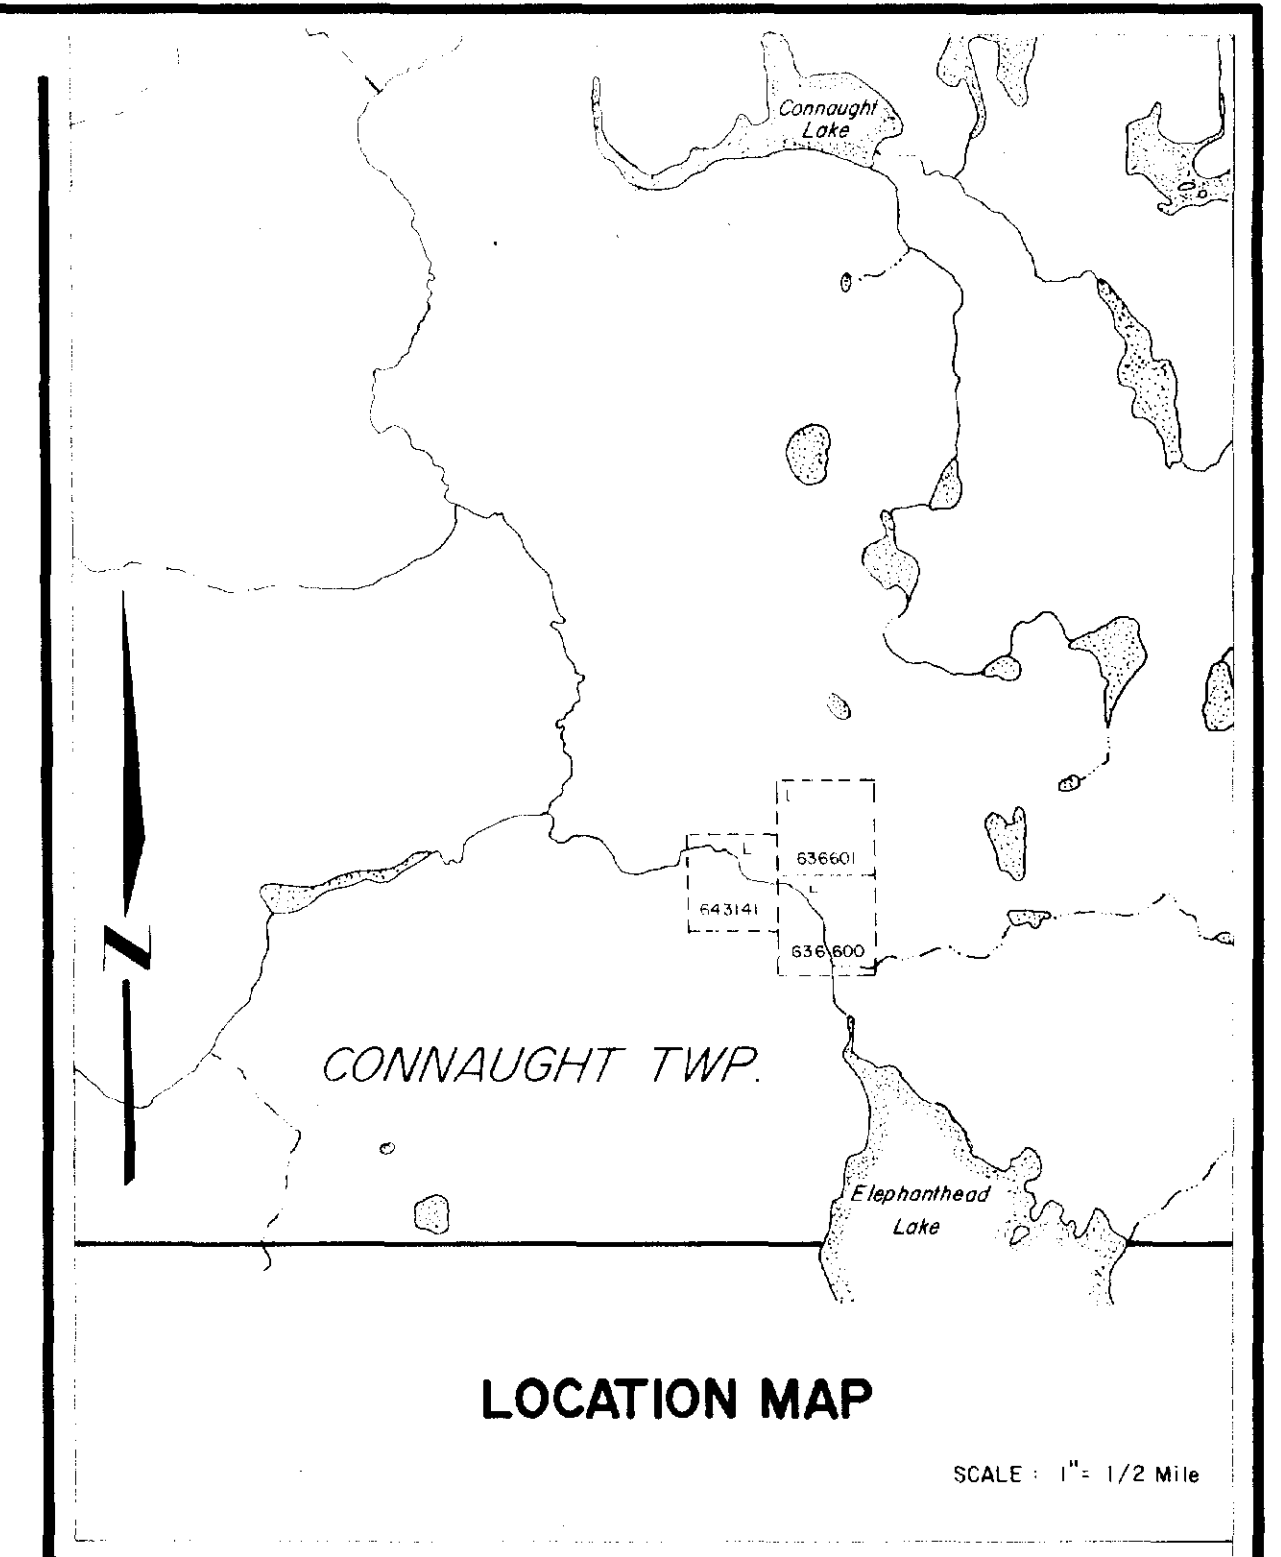 Connaught
Lake
L
636601
L
643141
L
636600
N
CONNAUGHT TWP.
Elephanthead
Lake
LOCATION MAP
SCALE : 1"= 1/2 Mile